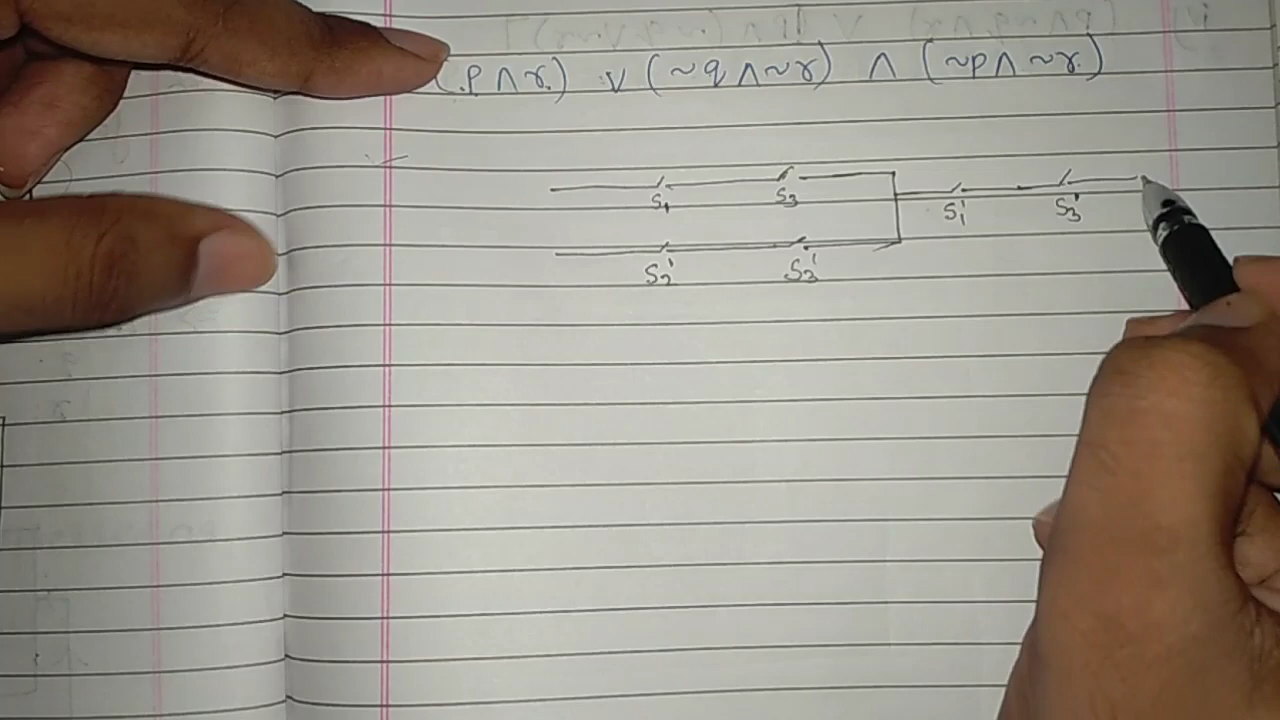 (p ∧ r) ∨ (~q ∧ ~r) ∧ (~p ∧ ~r)
S₁ S₃ S₁' S₃'
S₂' S₃'